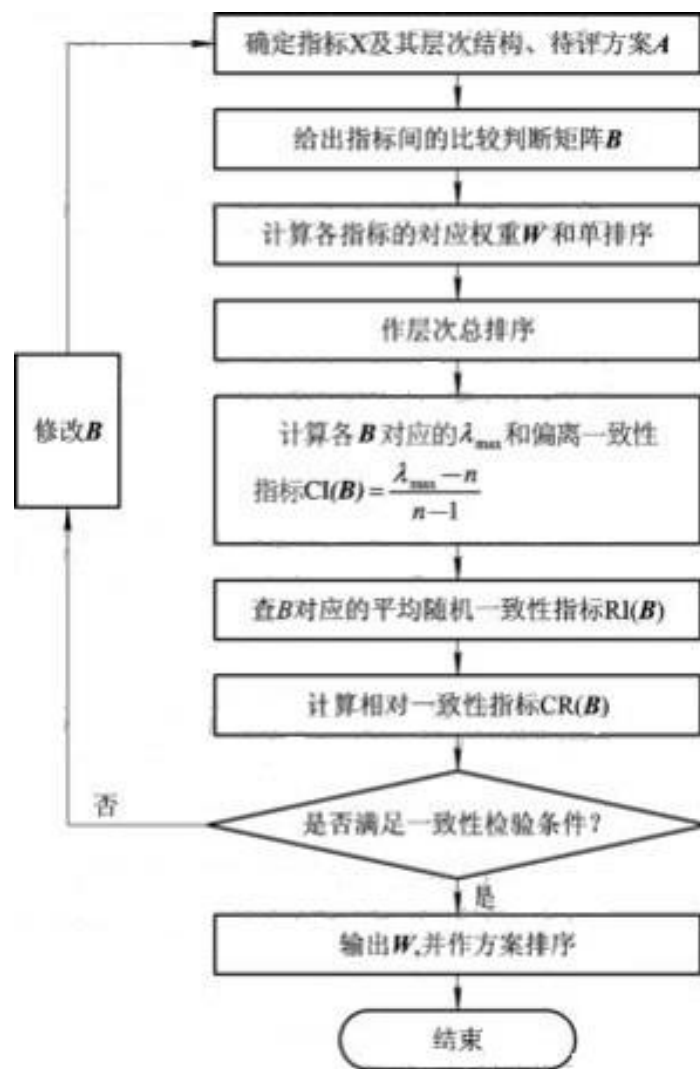 确定指标X及其层次结构、待评方案A
给出指标间的比较判断矩阵B
计算各指标的对应权重W和单排序
作层次总排序
修改B
计算各B对应的λmax和偏离一致性
指标CI(B)=(λmax−n)/(n−1)
查B对应的平均随机一致性指标RI(B)
计算相对一致性指标CR(B)
否
是否满足一致性检验条件？
是
输出W,并作方案排序
结束